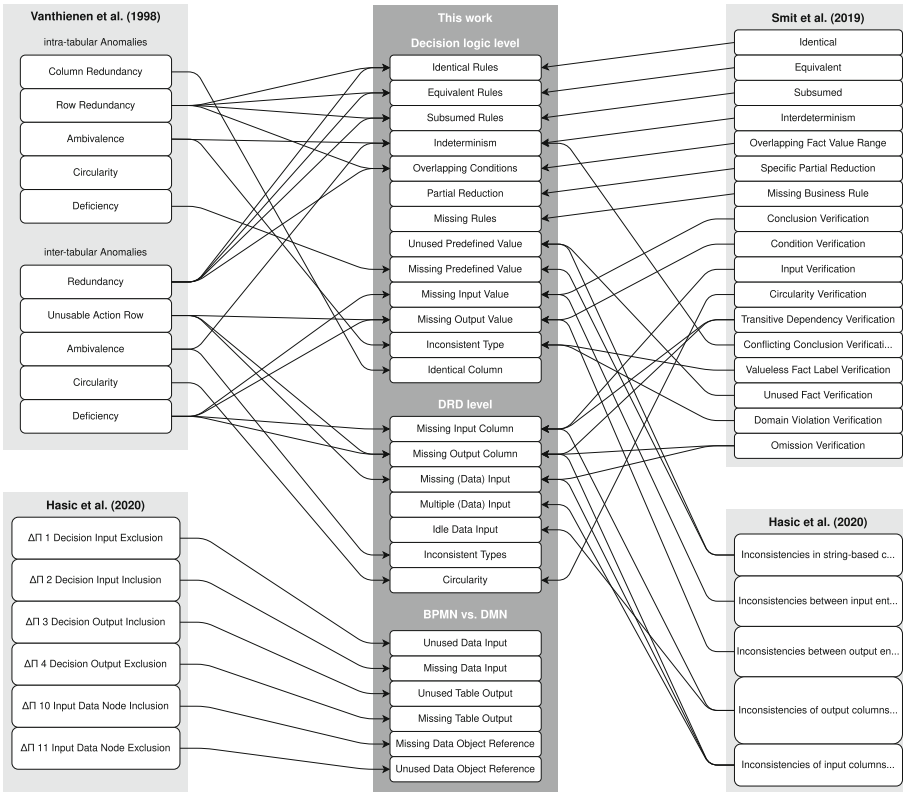 Vanthienen et al. (1998)
intra-tabular Anomalies
Column Redundancy
Row Redundancy
Ambivalence
Circularity
Deficiency
inter-tabular Anomalies
Redundancy
Unusable Action Row
Ambivalence
Circularity
Deficiency
Hasic et al. (2020)
ΔΠ 1 Decision Input Exclusion
ΔΠ 2 Decision Input Inclusion
ΔΠ 3 Decision Output Inclusion
ΔΠ 4 Decision Output Exclusion
ΔΠ 10 Input Data Node Inclusion
ΔΠ 11 Input Data Node Exclusion
This work
Decision logic level
Identical Rules
Equivalent Rules
Subsumed Rules
Indeterminism
Overlapping Conditions
Partial Reduction
Missing Rules
Unused Predefined Value
Missing Predefined Value
Missing Input Value
Missing Output Value
Inconsistent Type
Identical Column
DRD level
Missing Input Column
Missing Output Column
Missing (Data) Input
Multiple (Data) Input
Idle Data Input
Inconsistent Types
Circularity
BPMN vs. DMN
Unused Data Input
Missing Data Input
Unused Table Output
Missing Table Output
Missing Data Object Reference
Unused Data Object Reference
Smit et al. (2019)
Identical
Equivalent
Subsumed
Interdeterminism
Overlapping Fact Value Range
Specific Partial Reduction
Missing Business Rule
Conclusion Verification
Condition Verification
Input Verification
Circularity Verification
Transitive Dependency Verification
Conflicting Conclusion Verificati...
Valueless Fact Label Verification
Unused Fact Verification
Domain Violation Verification
Omission Verification
Hasic et al. (2020)
Inconsistencies in string-based c...
Inconsistencies between input ent...
Inconsistencies between output en...
Inconsistencies of output columns...
Inconsistencies of input columns...